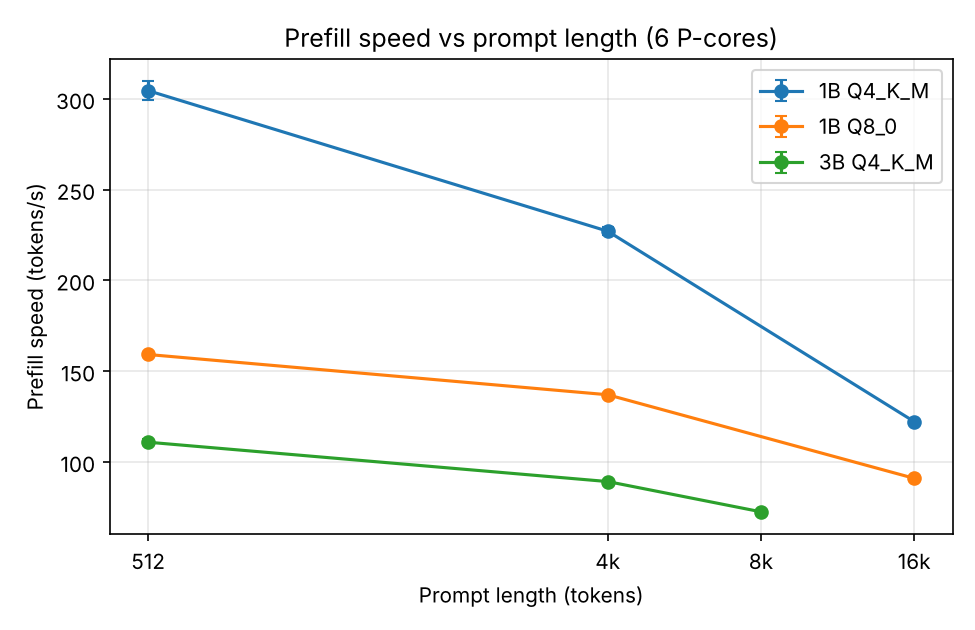 Prefill speed vs prompt length (6 P-cores)
1B Q4_K_M
1B Q8_0
3B Q4_K_M
Prefill speed (tokens/s)
300
250
200
150
100
512
4k
8k
16k
Prompt length (tokens)